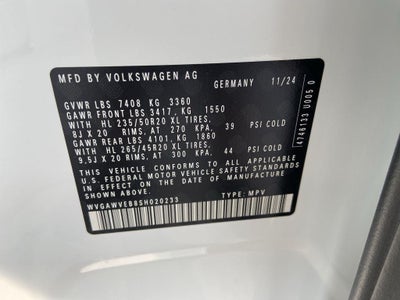 MFD BY VOLKSWAGEN AG
GERMANY 11/24
GVWR LBS 7408 KG 3360
GAWR FRONT LBS 3417, KG 1550
WITH HL 235/50R20 XL TIRES,
8J X 20 RIMS, AT 270 KPA, 39 PSI COLD
GAWR REAR LBS 4101, KG 1860
WITH HL 265/45R20 XL TIRES,
9,5J X 20 RIMS, AT 300 KPA, 44 PSI COLD
THIS VEHICLE CONFORMS TO ALL APPLICABLE
U.S. FEDERAL MOTOR VEHICLE SAFETY STANDARDS
IN EFFECT ON THE DATE OF MANUFACTURE
SHOWN ABOVE.
WVGAWVEB8SH020233 TYPE: MPV
4746133 U005 0